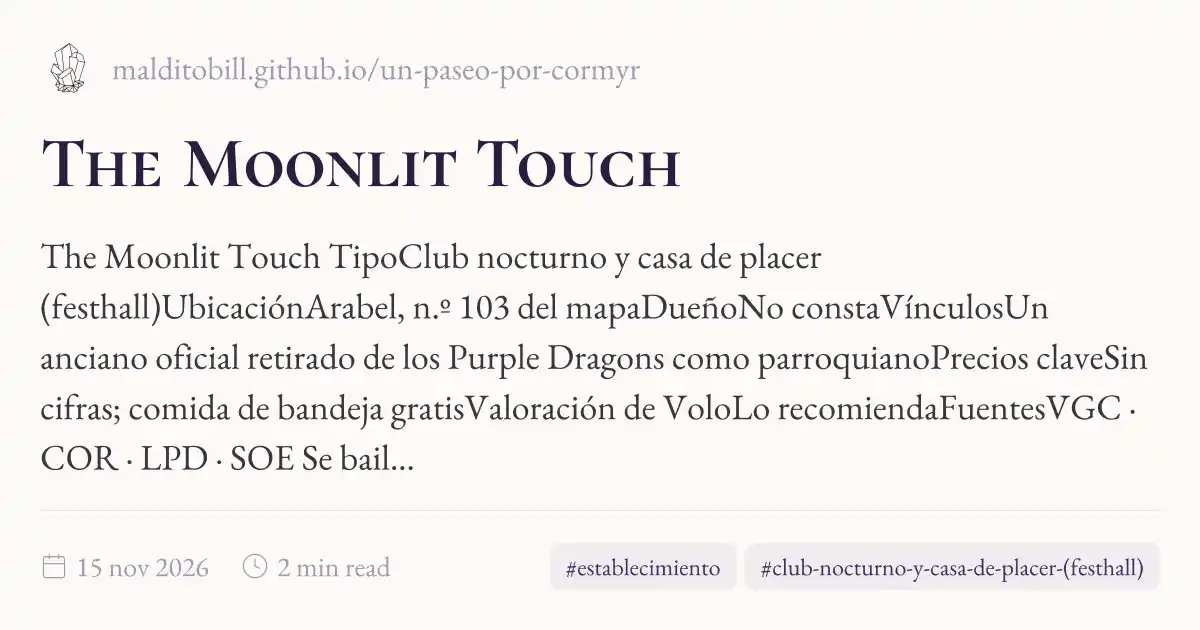 malditobill.github.io/un-paseo-por-cormyr
The Moonlit Touch
The Moonlit Touch TipoClub nocturno y casa de placer
(festhall)UbicaciónArabel, n.º 103 del mapaDueñoNo constaVínculosUn
anciano oficial retirado de los Purple Dragons como parroquianoPrecios claveSin
cifras; comida de bandeja gratisValoración de VoloLo recomiendaFuentesVGC ·
COR · LPD · SOE Se bail...
15 nov 2026 2 min read #establecimiento #club-nocturno-y-casa-de-placer-(festhall)